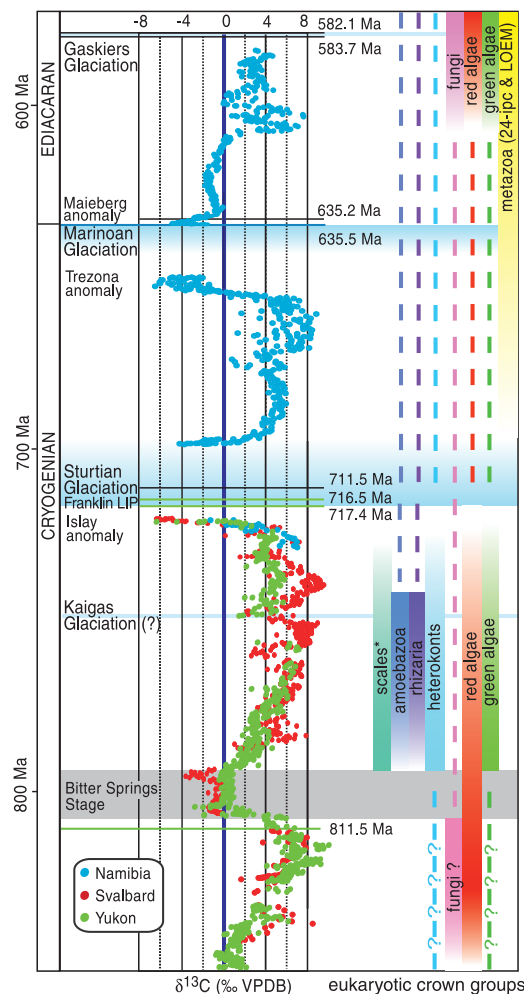 -8 -4 0 4 8
582.1 ma
Gaskiers
Glaciation
583.7 Ma
600 Ma
EDIACARAN
fungi
red algae
green algae
metazoa (24-ipc & LOEM)
Maieberg
anomaly
635.2 Ma
Marinoan
Glaciation
635.5 Ma
Trezona
anomaly
700 Ma
CRYOGENIAN
Sturtian
Glaciation
711.5 Ma
Franklin LIP
716.5 Ma
717.4 Ma
Islay
anomaly
Kaigas
Glaciation (?)
scales*
amoebazoa
rhizaria
heterokonts
red algae
green algae
800 Ma
Bitter Springs
Stage
811.5 Ma
Namibia
Svalbard
Yukon
? ? ? ?
fungi ?
? ? ? ?
δ13C (‰ VPDB)
eukaryotic crown groups